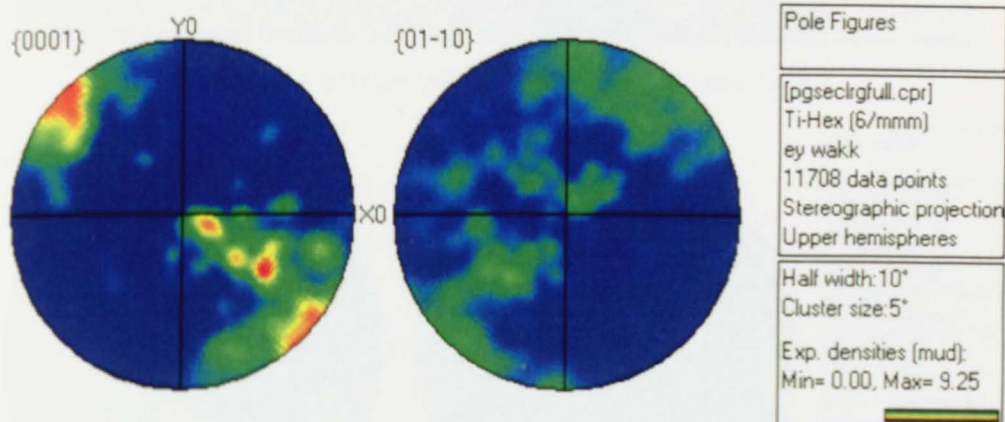 {0001}
Y0
X0
{01-10}
Pole Figures
[pgseclrgfull.cpr]
Ti-Hex (6/mmm)
ey wakk
11708 data points
Stereographic projection
Upper hemispheres
Half width:10°
Cluster size:5°
Exp. densities (mud):
Min= 0.00, Max= 9.25